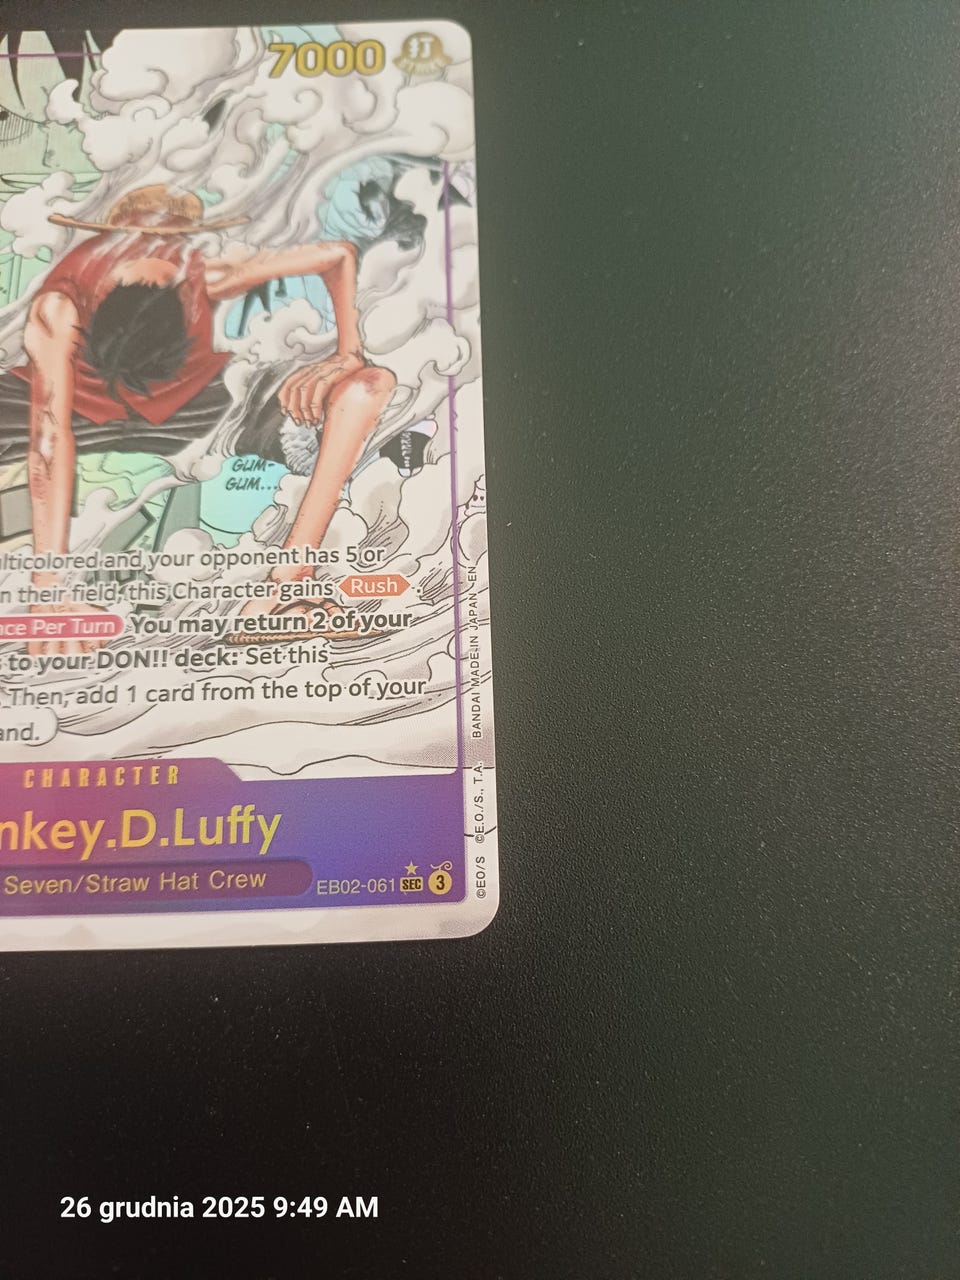 7000 打
GUM-
GUM...
lticolored and your opponent has 5 or
n their field, this Character gains Rush .
nce Per Turn You may return 2 of your
to your DON!! deck: Set this
. Then, add 1 card from the top of your
and.
CHARACTER
nkey.D.Luffy
Seven/Straw Hat Crew
EB02-061 SEC 3
©EO/S ©E.O./S., T.A. BANDAI MADE IN JAPAN EN
26 grudnia 2025 9:49 AM